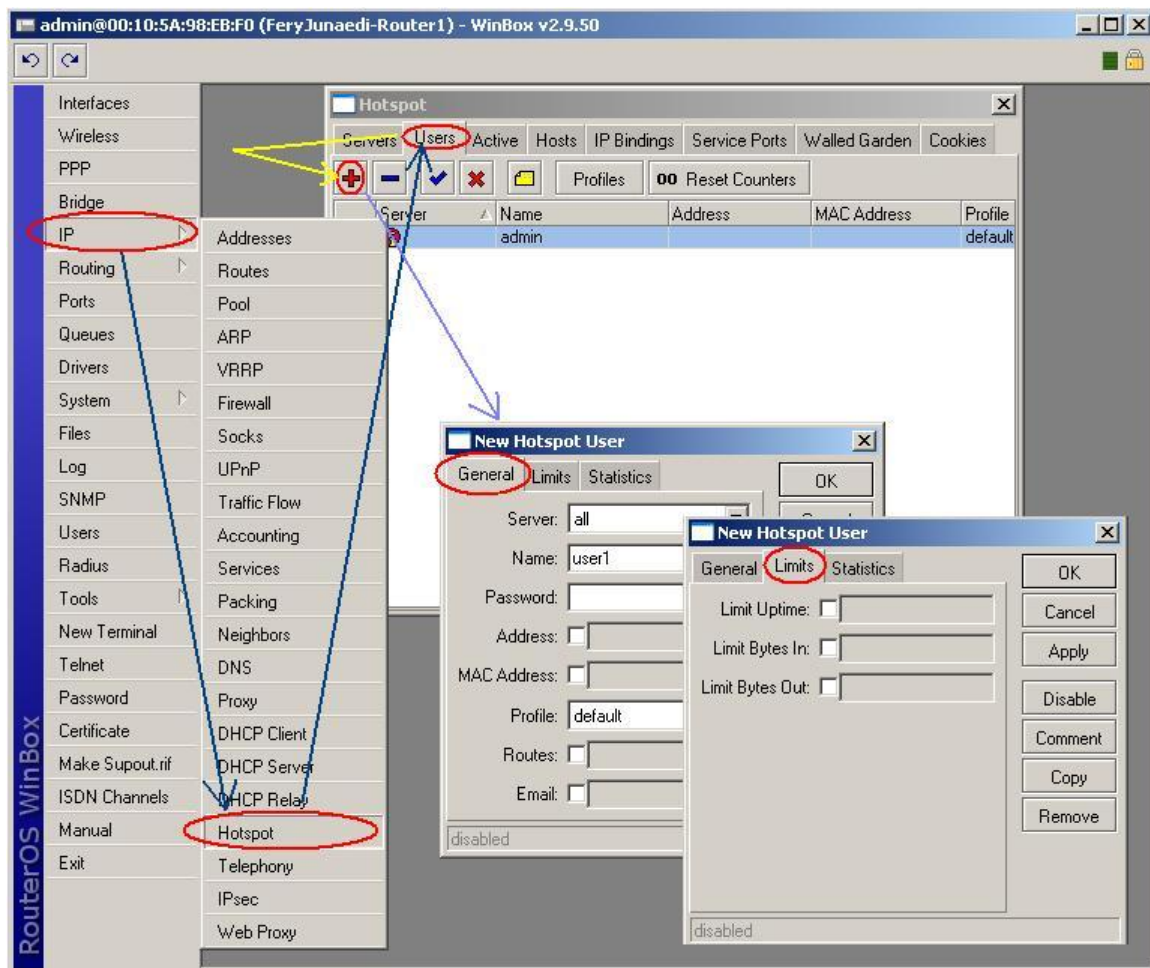 admin@00:10:5A:98:EB:F0 (FeryJunaedi-Router1) - WinBox v2.9.50
RouterOS WinBox
Interfaces
Wireless
PPP
Bridge
IP
Routing
Ports
Queues
Drivers
System
Files
Log
SNMP
Users
Radius
Tools
New Terminal
Telnet
Password
Certificate
Make Supout.rif
ISDN Channels
Manual
Exit
Addresses
Routes
Pool
ARP
VRRP
Firewall
Socks
UPnP
Traffic Flow
Accounting
Services
Packing
Neighbors
DNS
Proxy
DHCP Client
DHCP Server
DHCP Relay
Hotspot
Telephony
IPsec
Web Proxy
Hotspot
Servers Users Active Hosts IP Bindings Service Ports Walled Garden Cookies
Profiles 00 Reset Counters
Server Name Address MAC Address Profile
admin default
New Hotspot User
General Limits Statistics
OK
Server: all
Name: user1
Password:
Address:
MAC Address:
Profile: default
Routes:
Email:
disabled
New Hotspot User
General Limits Statistics
OK
Limit Uptime:
Cancel
Limit Bytes In:
Apply
Limit Bytes Out:
Disable
Comment
Copy
Remove
disabled